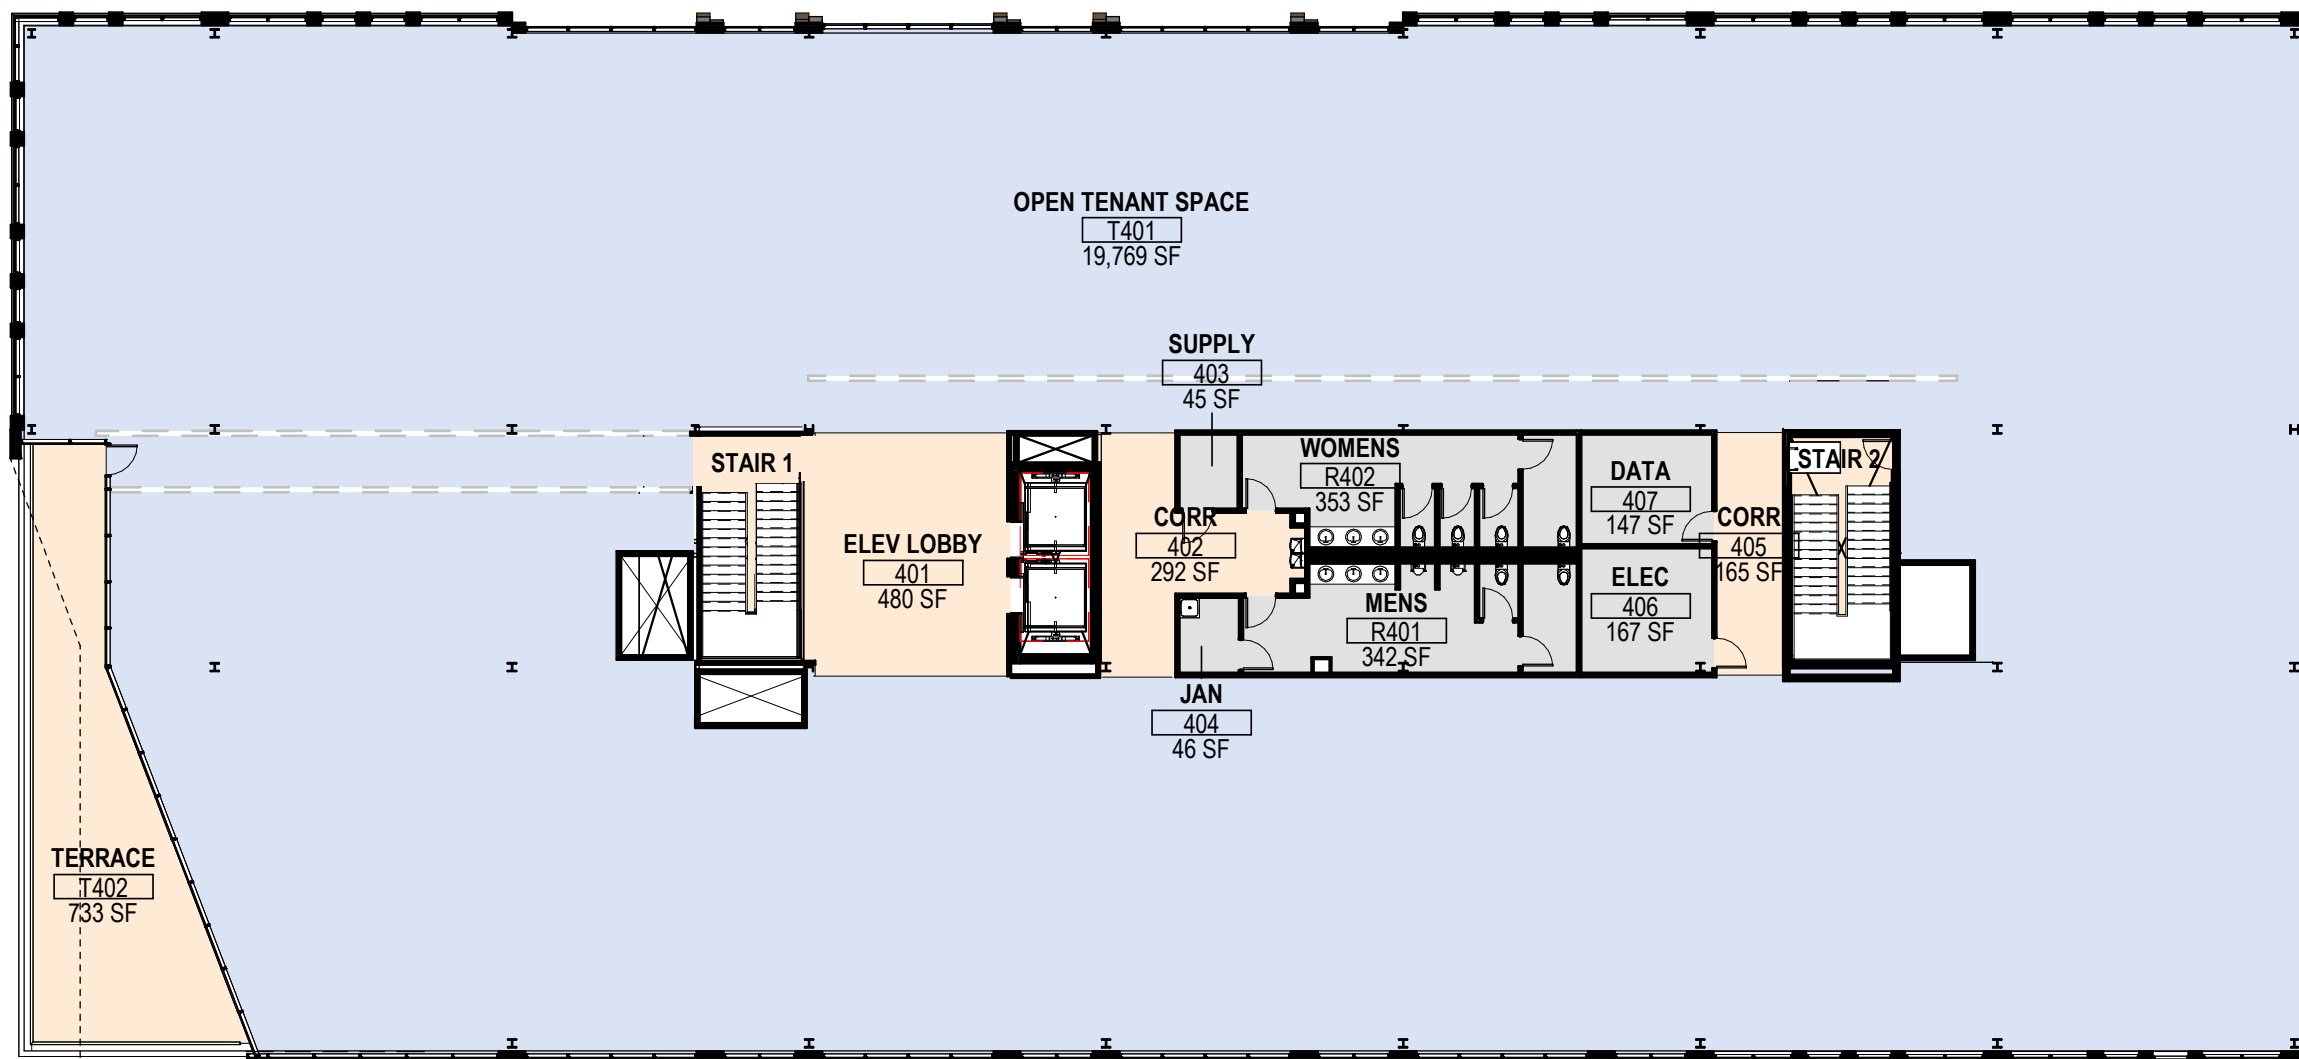 OPEN TENANT SPACE
T401
19,769 SF
SUPPLY
403
45 SF
STAIR 1
ELEV LOBBY
401
480 SF
CORR
402
292 SF
WOMENS
R402
353 SF
MENS
R401
342 SF
JAN
404
46 SF
DATA
407
147 SF
ELEC
406
167 SF
CORR
405
165 SF
STAIR 2
TERRACE
T402
733 SF